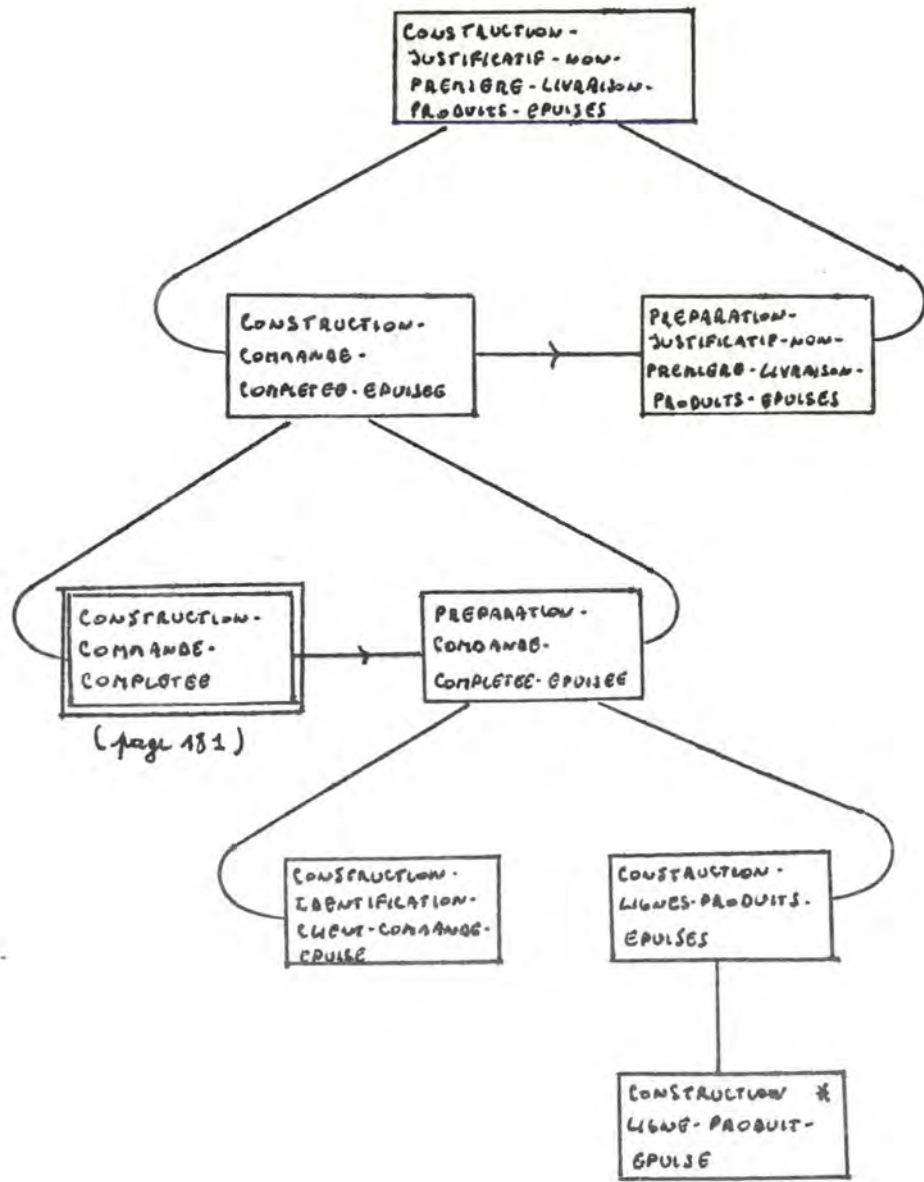 CONSTRUCTION-
JUSTIFICATIF-NON-
PREMIERE-LIVRAISON-
PRODUITS-EPUISES
CONSTRUCTION-
COMMANDE-
COMPLETEE-EPUISEE
PREPARATION-
JUSTIFICATIF-NON-
PREMIERE-LIVRAISON-
PRODUITS-EPUISES
CONSTRUCTION-
COMMANDE-
COMPLETEE
(page 181)
PREPARATION-
COMMANDE-
COMPLETEE-EPUISEE
CONSTRUCTION-
IDENTIFICATION-
CLIENT-COMMANDE-
EPUISE
CONSTRUCTION-
LIGNES-PRODUITS-
EPUISES
CONSTRUCTION *
LIGNE-PRODUIT-
EPUISE